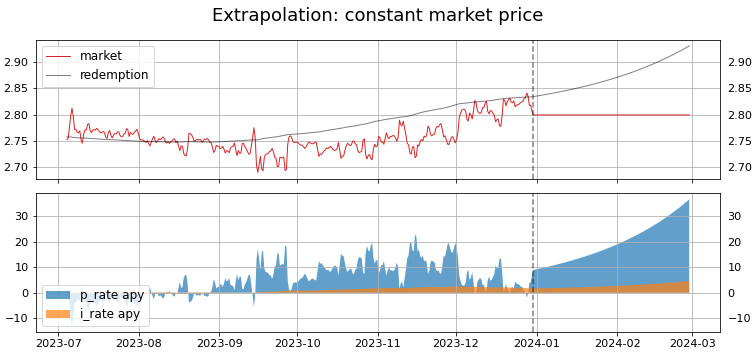 Extrapolation: constant market price
market
redemption
2.90 2.90
2.85 2.85
2.80 2.80
2.75 2.75
2.70 2.70
30 30
20 20
10 10
0 0
−10 −10
p_rate apy
i_rate apy
2023-07 2023-08 2023-09 2023-10 2023-11 2023-12 2024-01 2024-02 2024-03